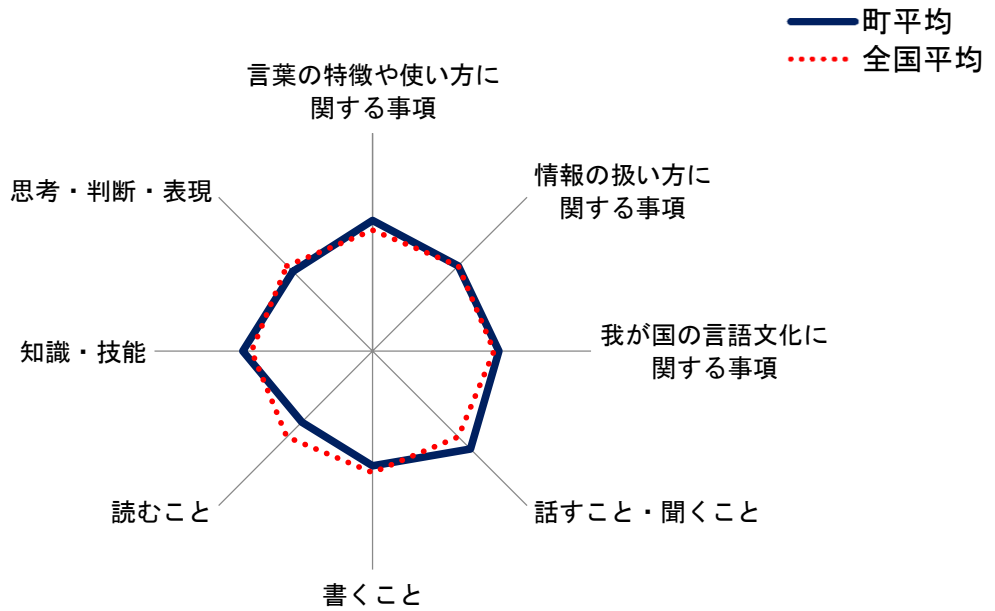 町平均
全国平均
言葉の特徴や使い方に
関する事項
情報の扱い方に
関する事項
我が国の言語文化に
関する事項
話すこと・聞くこと
書くこと
読むこと
知識・技能
思考・判断・表現